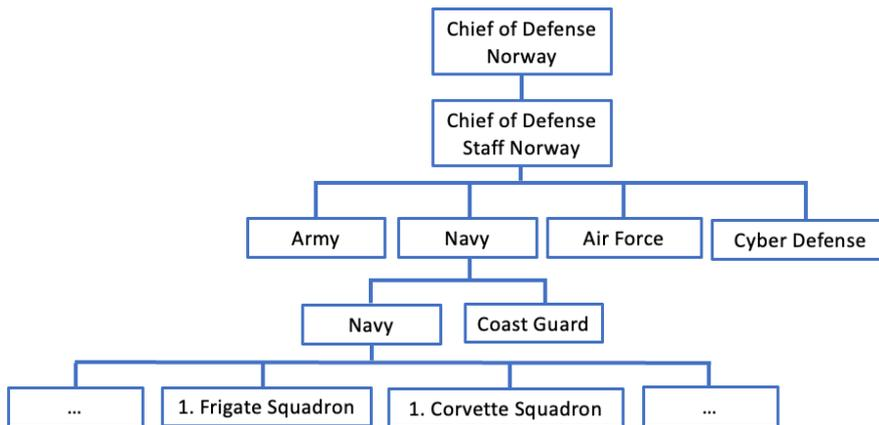 Chief of Defense
Norway
Chief of Defense
Staff Norway
Army
Navy
Air Force
Cyber Defense
Navy
Coast Guard
...
1. Frigate Squadron
1. Corvette Squadron
...